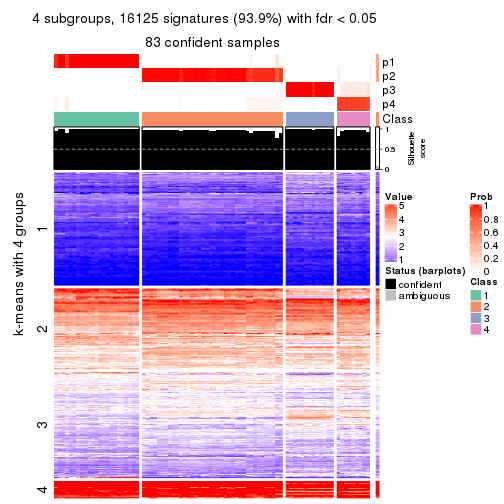 4 subgroups, 16125 signatures (93.9%) with fdr < 0.05
83 confident samples
p1
p2
p3
p4
Class
1
0.5
0
Silhouette
score
k-means with 4 groups
1
2
3
4
Value
5
4
3
2
1
Status (barplots)
confident
ambiguous
Prob
1
0.8
0.6
0.4
0.2
0
Class
1
2
3
4